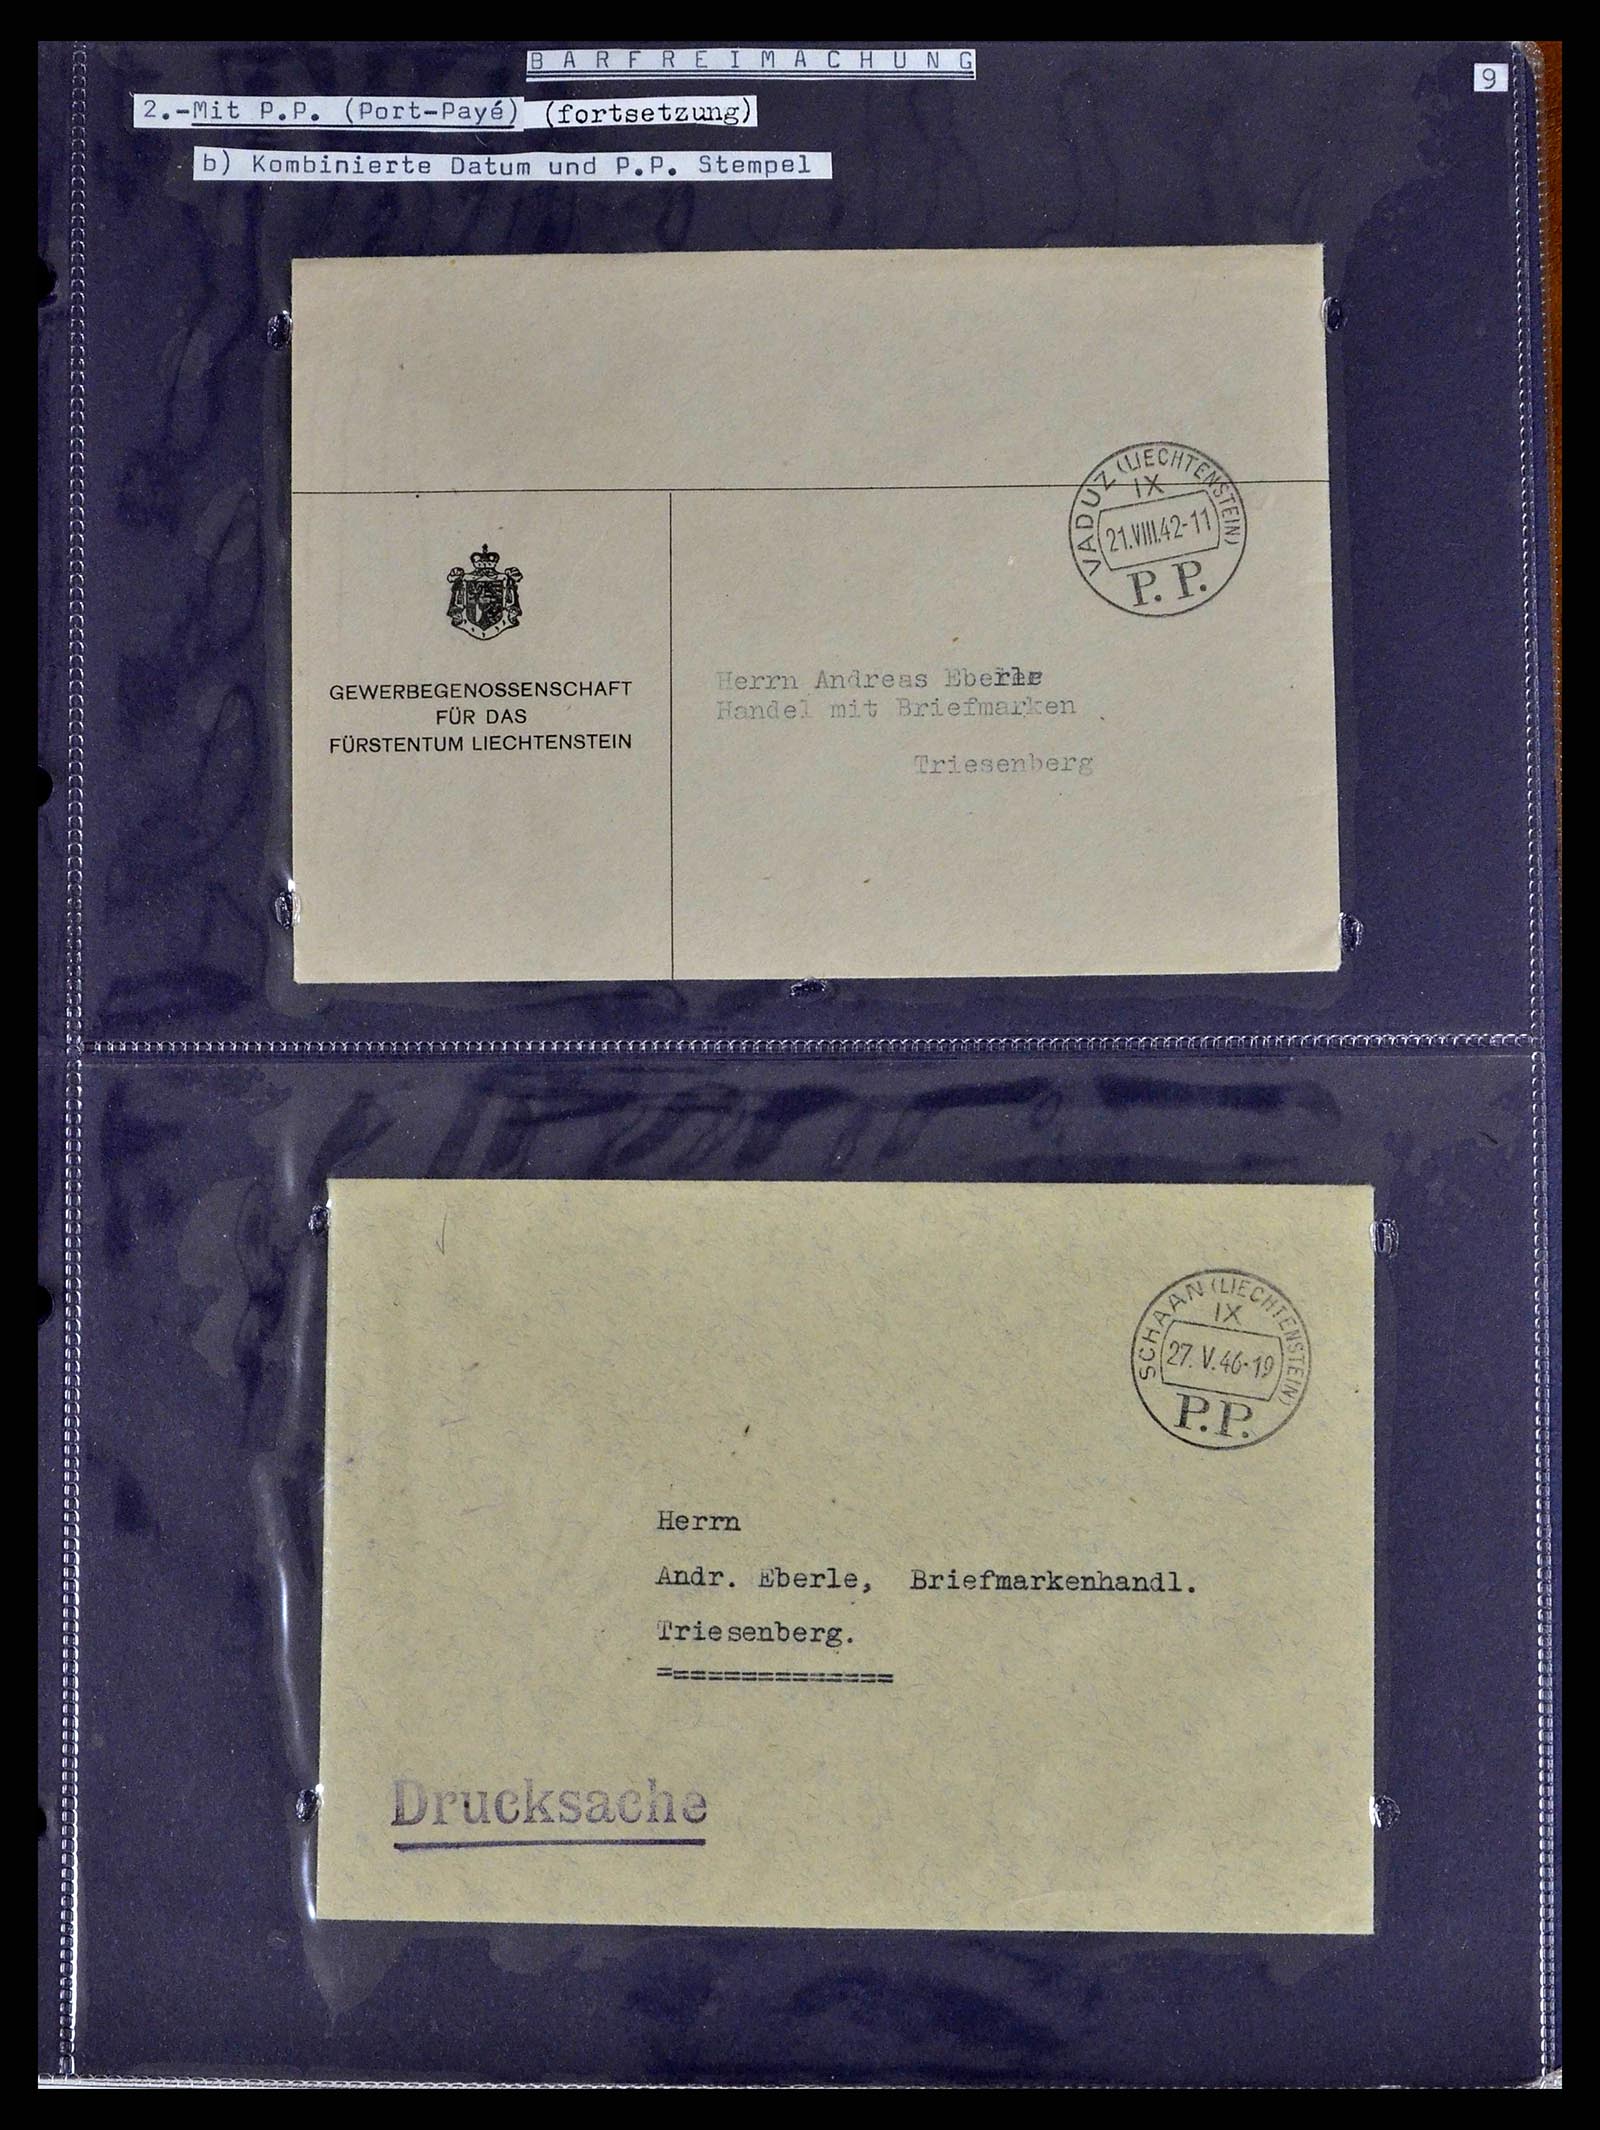 BARFREIMACHUNG
9
2.-Mit P.P. (Port-Payé) (fortsetzung)
b) Kombinierte Datum und P.P. Stempel
VADUZ (LIECHTENSTEIN)
IX
21.VIII.42-11
P. P.
GEWERBEGENOSSENSCHAFT
FÜR DAS
FÜRSTENTUM LIECHTENSTEIN
Herrn Andreas Eberle
Handel mit Briefmarken
Triesenberg
SCHAAN (LIECHTENSTEIN)
IX
27. V. 46-19
P.P.
Herrn
Andr. Eberle, Briefmarkenhandl.
Triesenberg.
==============
Drucksache